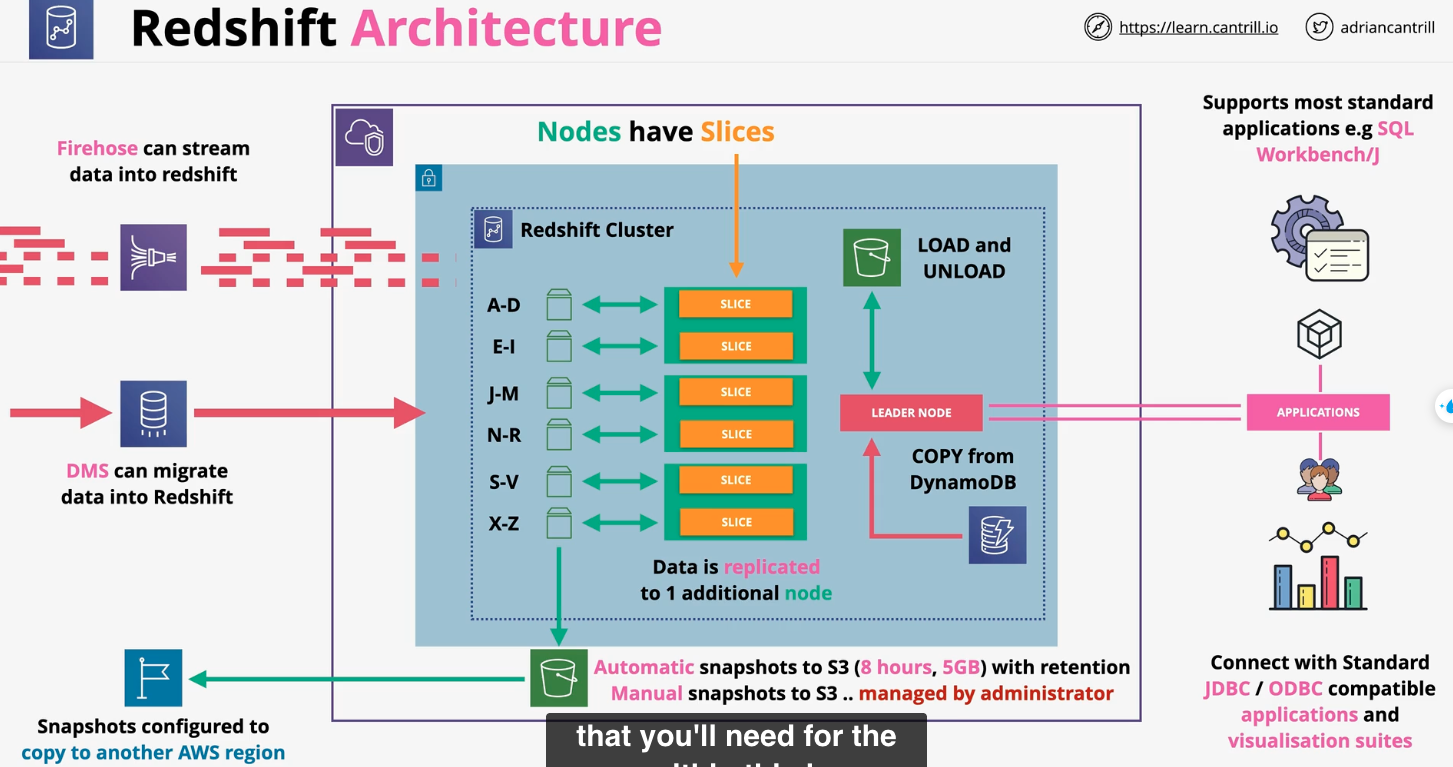 Redshift Architecture
https://learn.cantrill.io
adriancantrill
Firehose can stream
data into redshift
DMS can migrate
data into Redshift
Nodes have Slices
Redshift Cluster
A-D
SLICE
E-I
SLICE
J-M
SLICE
N-R
SLICE
S-V
SLICE
X-Z
SLICE
LOAD and
UNLOAD
LEADER NODE
COPY from
DynamoDB
Data is replicated
to 1 additional node
Automatic snapshots to S3 (8 hours, 5GB) with retention
Manual snapshots to S3 .. managed by administrator
Snapshots configured to
copy to another AWS region
Supports most standard
applications e.g SQL
Workbench/J
APPLICATIONS
Connect with Standard
JDBC / ODBC compatible
applications and
visualisation suites
that you'll need for the